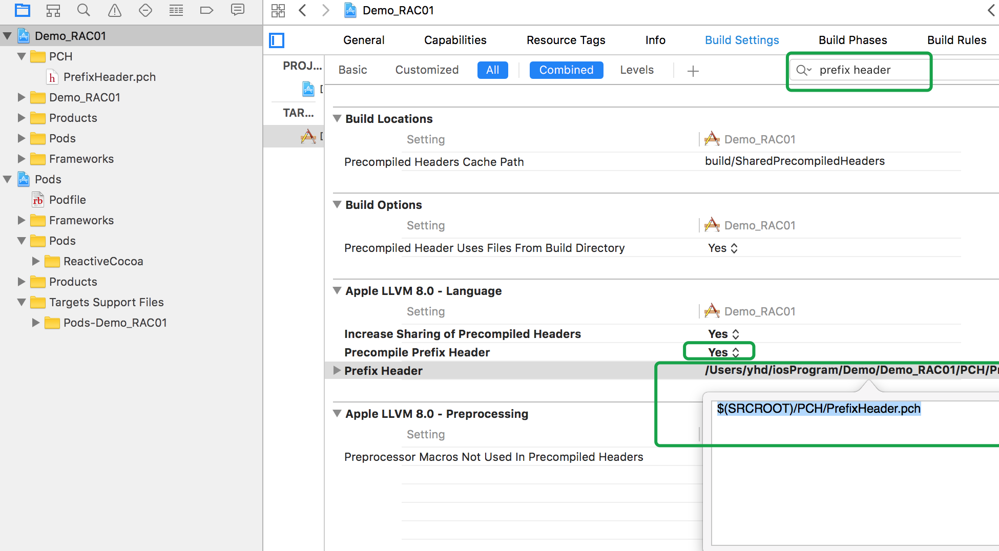 Demo_RAC01
PCH
PrefixHeader.pch
Demo_RAC01
Products
Pods
Frameworks
Pods
Podfile
Frameworks
Pods
ReactiveCocoa
Products
Targets Support Files
Pods-Demo_RAC01
Demo_RAC01
General Capabilities Resource Tags Info Build Settings Build Phases Build Rules
PROJ...
TAR...
Basic Customized All Combined Levels + prefix header
Build Locations
Setting Demo_RAC01
Precompiled Headers Cache Path build/SharedPrecompiledHeaders
Build Options
Setting Demo_RAC01
Precompiled Header Uses Files From Build Directory Yes
Apple LLVM 8.0 - Language
Setting Demo_RAC01
Increase Sharing of Precompiled Headers Yes
Precompile Prefix Header Yes
Prefix Header /Users/yhd/iosProgram/Demo/Demo_RAC01/PCH/Pr
$(SRCROOT)/PCH/PrefixHeader.pch
Apple LLVM 8.0 - Preprocessing
Setting
Preprocessor Macros Not Used In Precompiled Headers